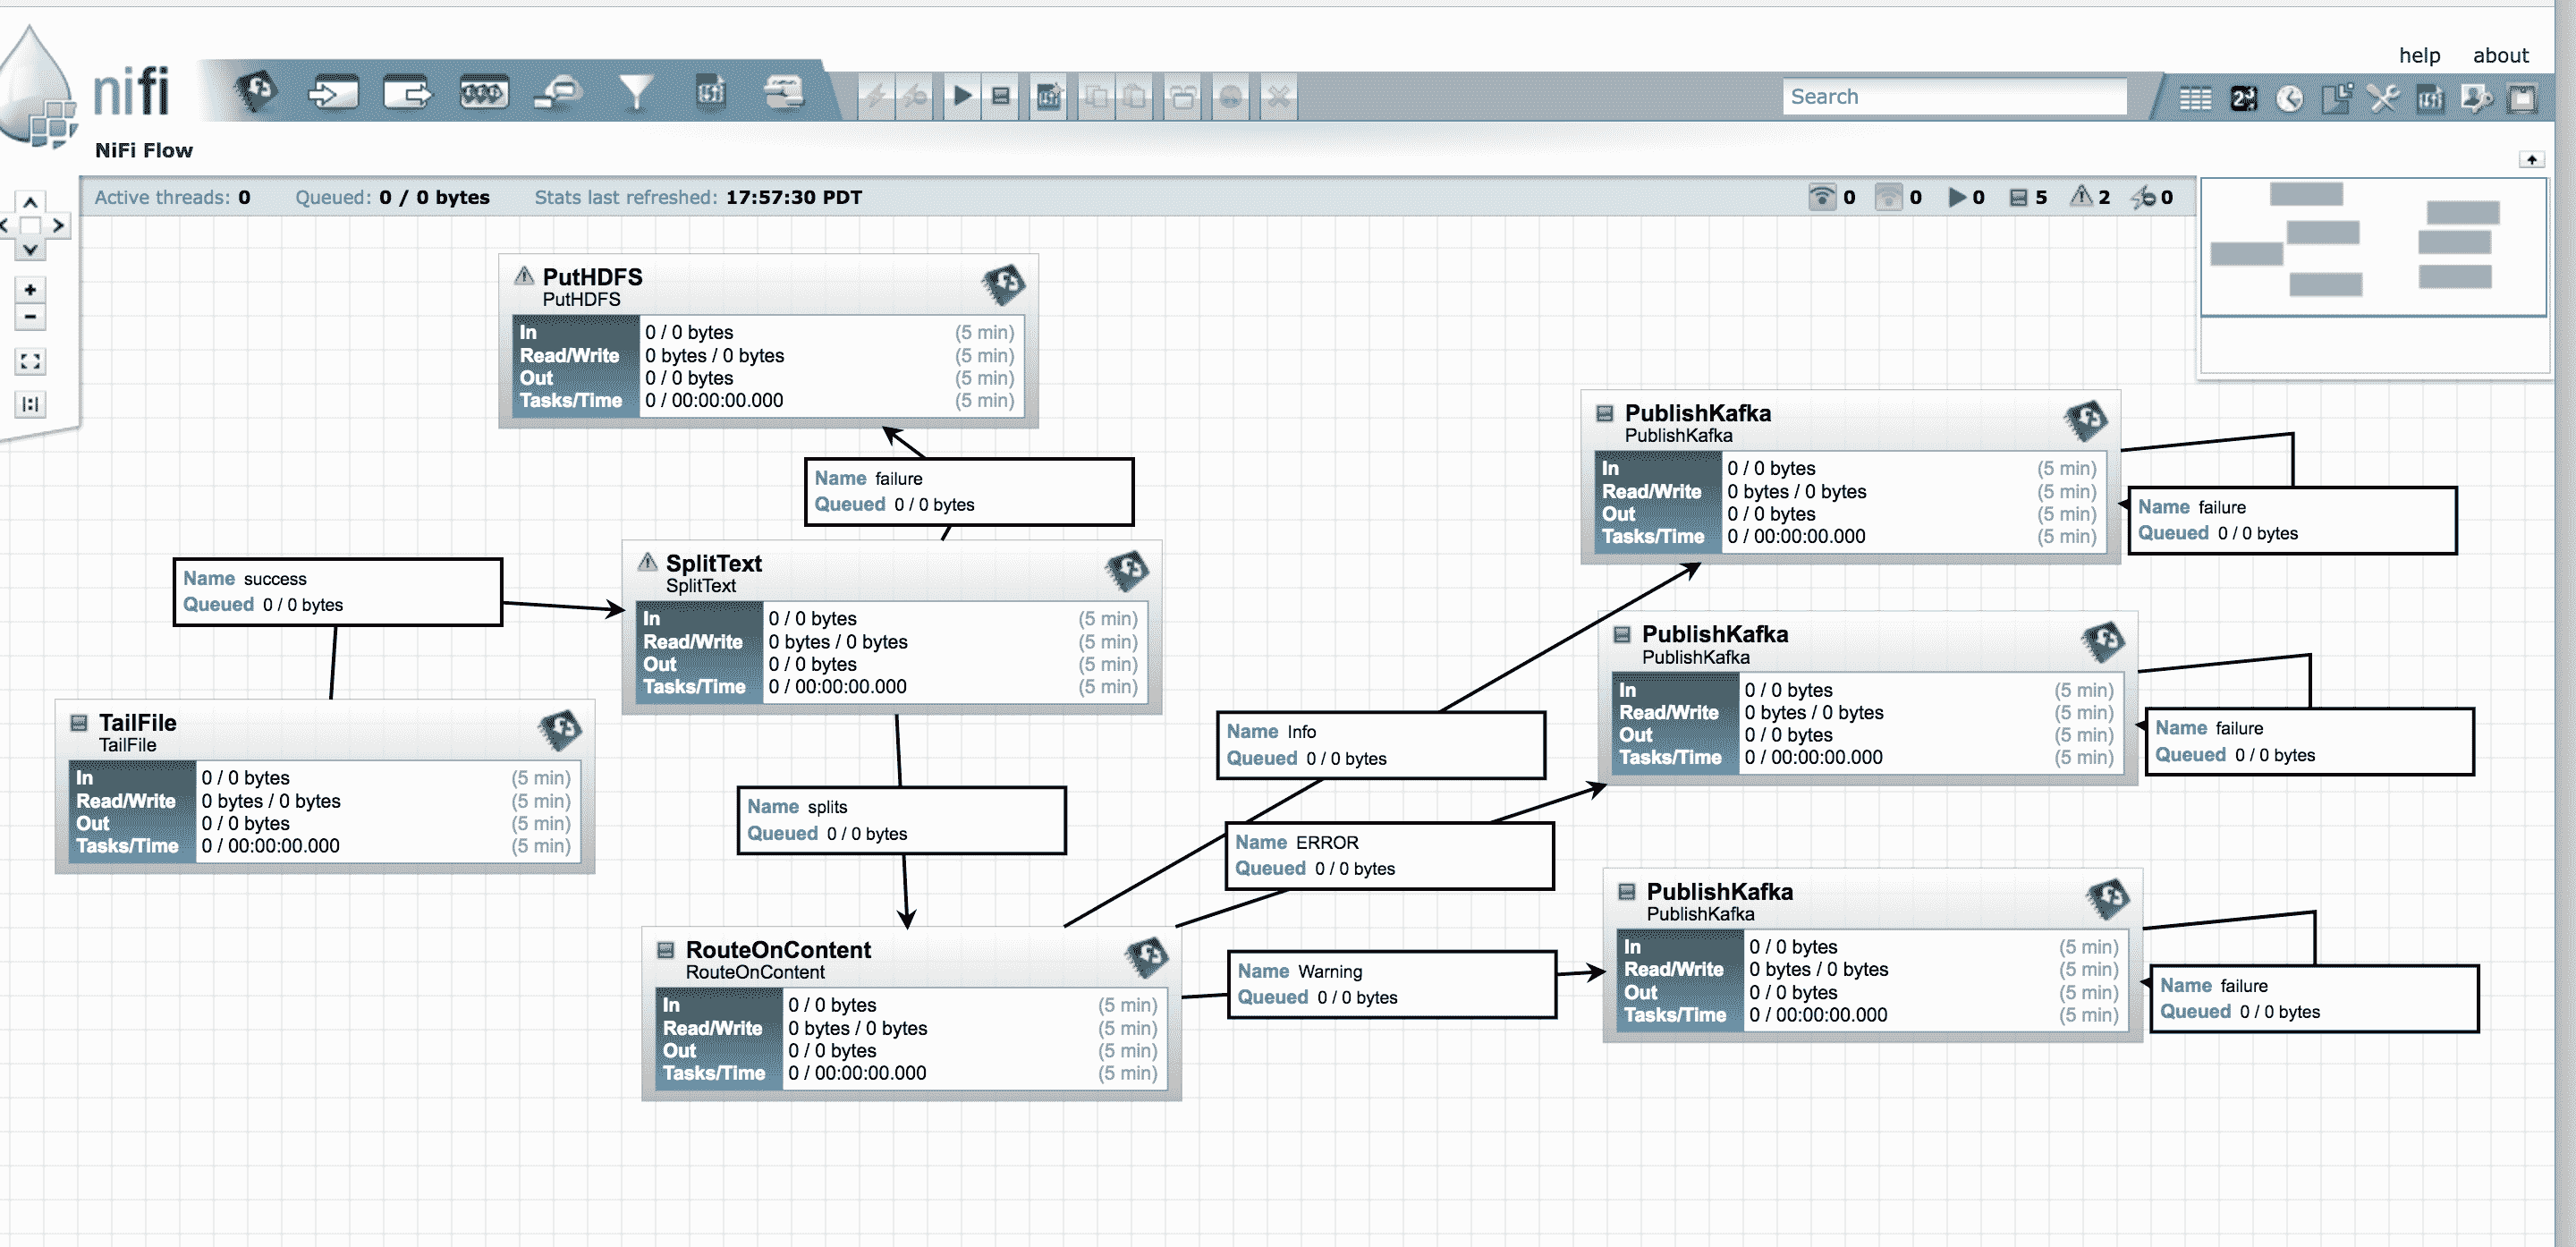 help about
nifi
Search
NiFi Flow
Active threads: 0 Queued: 0 / 0 bytes Stats last refreshed: 17:57:30 PDT 0 0 0 5 2 0
PutHDFS
PutHDFS
In 0 / 0 bytes (5 min)
Read/Write 0 bytes / 0 bytes (5 min)
Out 0 / 0 bytes (5 min)
Tasks/Time 0 / 00:00:00.000 (5 min)
Name failure
Queued 0 / 0 bytes
Name success
Queued 0 / 0 bytes
SplitText
SplitText
In 0 / 0 bytes (5 min)
Read/Write 0 bytes / 0 bytes (5 min)
Out 0 / 0 bytes (5 min)
Tasks/Time 0 / 00:00:00.000 (5 min)
TailFile
TailFile
In 0 / 0 bytes (5 min)
Read/Write 0 bytes / 0 bytes (5 min)
Out 0 / 0 bytes (5 min)
Tasks/Time 0 / 00:00:00.000 (5 min)
Name splits
Queued 0 / 0 bytes
RouteOnContent
RouteOnContent
In 0 / 0 bytes (5 min)
Read/Write 0 bytes / 0 bytes (5 min)
Out 0 / 0 bytes (5 min)
Tasks/Time 0 / 00:00:00.000 (5 min)
Name Info
Queued 0 / 0 bytes
Name ERROR
Queued 0 / 0 bytes
Name Warning
Queued 0 / 0 bytes
PublishKafka
PublishKafka
In 0 / 0 bytes (5 min)
Read/Write 0 bytes / 0 bytes (5 min)
Out 0 / 0 bytes (5 min)
Tasks/Time 0 / 00:00:00.000 (5 min)
Name failure
Queued 0 / 0 bytes
PublishKafka
PublishKafka
In 0 / 0 bytes (5 min)
Read/Write 0 bytes / 0 bytes (5 min)
Out 0 / 0 bytes (5 min)
Tasks/Time 0 / 00:00:00.000 (5 min)
Name failure
Queued 0 / 0 bytes
PublishKafka
PublishKafka
In 0 / 0 bytes (5 min)
Read/Write 0 bytes / 0 bytes (5 min)
Out 0 / 0 bytes (5 min)
Tasks/Time 0 / 00:00:00.000 (5 min)
Name failure
Queued 0 / 0 bytes